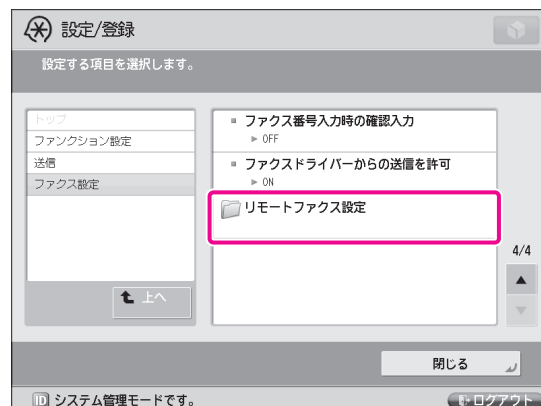 設定/登録
設定する項目を選択します。
トップ
ファンクション設定
送信
ファクス設定
上へ
ファクス番号入力時の確認入力
▶ OFF
ファクスドライバーからの送信を許可
▶ ON
リモートファクス設定
4/4
閉じる
ID システム管理モードです。
ログアウト